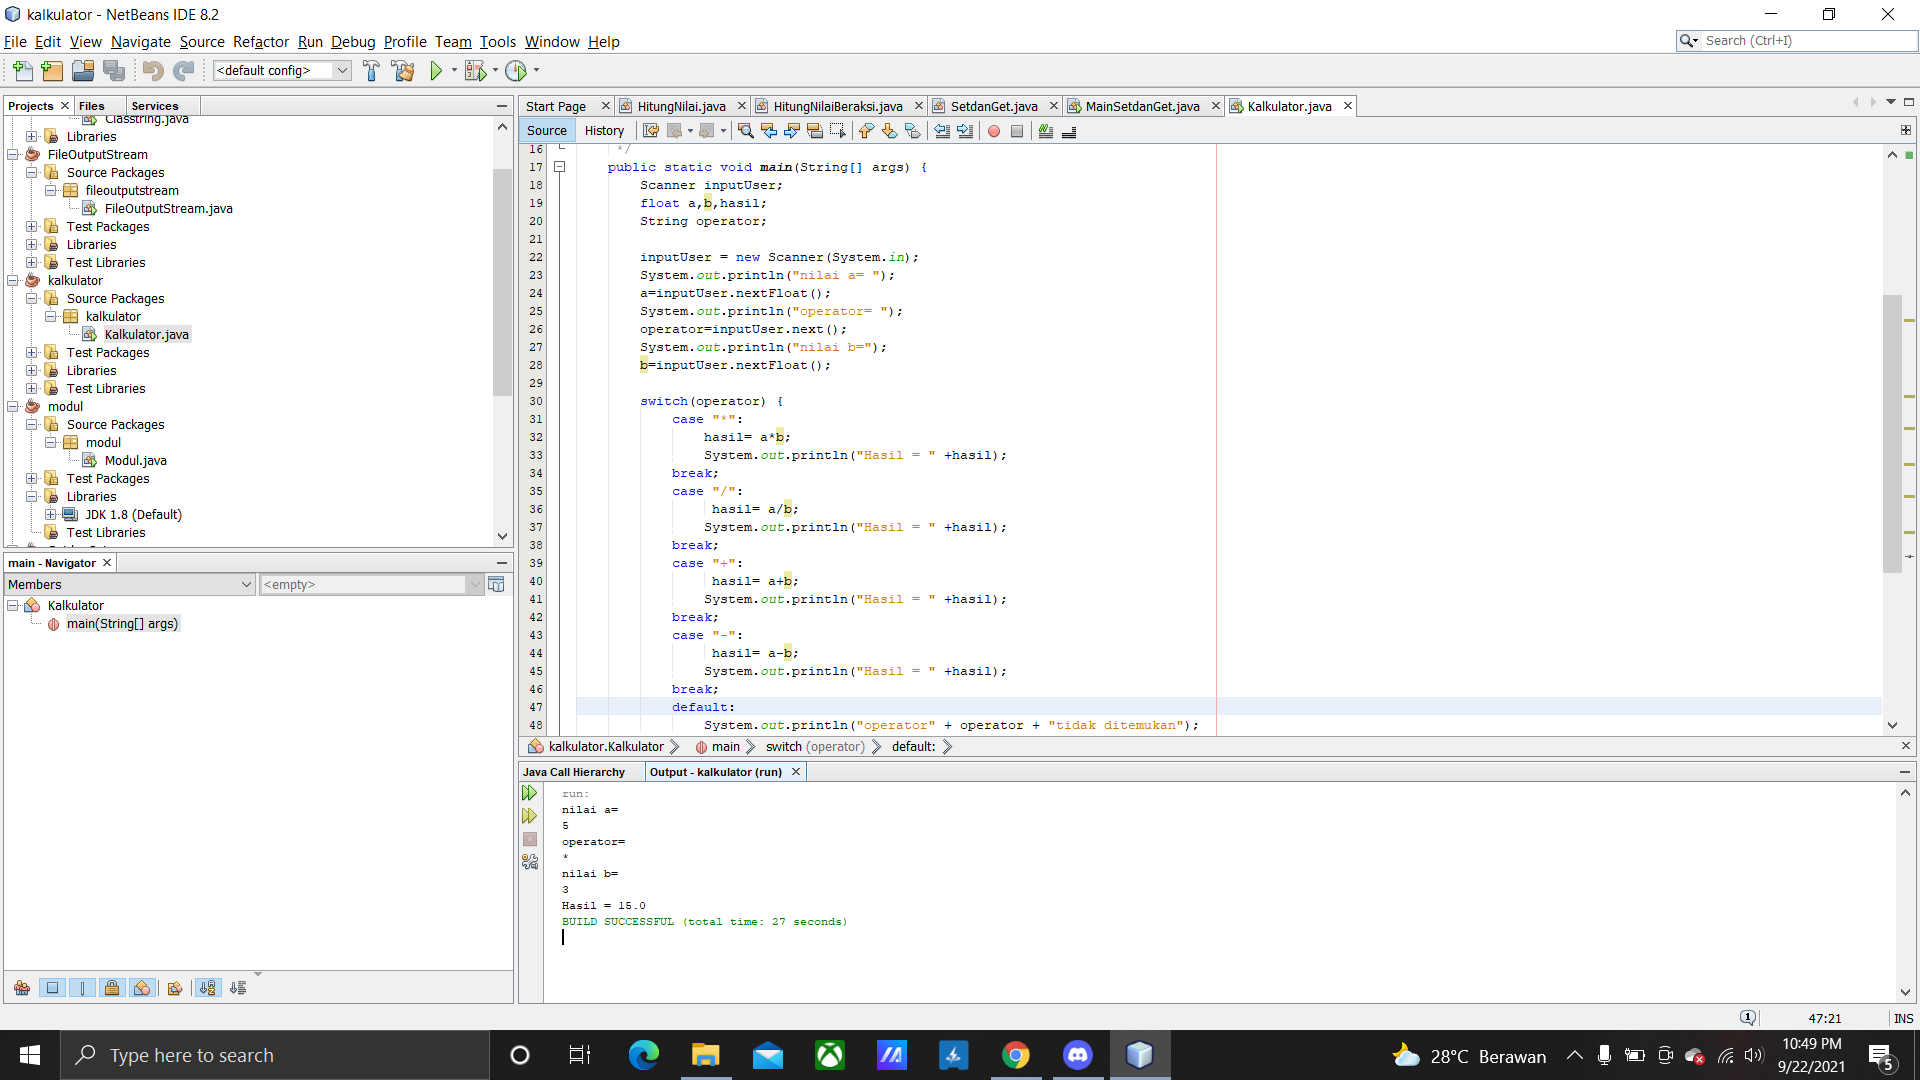 kalkulator - NetBeans IDE 8.2
File Edit View Navigate Source Refactor Run Debug Profile Team Tools Window Help
Search (Ctrl+I)
<default config>
Projects Files Services
Classtring.java
Libraries
FileOutputStream
Source Packages
fileoutputstream
FileOutputStream.java
Test Packages
Libraries
Test Libraries
kalkulator
Source Packages
kalkulator
Kalkulator.java
Test Packages
Libraries
Test Libraries
modul
Source Packages
modul
Modul.java
Test Packages
Libraries
JDK 1.8 (Default)
Test Libraries
main - Navigator
Members <empty>
Kalkulator
main(String[] args)
Start Page HitungNilai.java HitungNilaiBeraksi.java SetdanGet.java MainSetdanGet.java Kalkulator.java
Source History
16 */
17 public static void main(String[] args) {
18 Scanner inputUser;
19 float a,b,hasil;
20 String operator;
21
22 inputUser = new Scanner(System.in);
23 System.out.println("nilai a= ");
24 a=inputUser.nextFloat();
25 System.out.println("operator= ");
26 operator=inputUser.next();
27 System.out.println("nilai b=");
28 b=inputUser.nextFloat();
29
30 switch(operator) {
31 case "*":
32 hasil= a*b;
33 System.out.println("Hasil = " +hasil);
34 break;
35 case "/":
36 hasil= a/b;
37 System.out.println("Hasil = " +hasil);
38 break;
39 case "+":
40 hasil= a+b;
41 System.out.println("Hasil = " +hasil);
42 break;
43 case "-":
44 hasil= a-b;
45 System.out.println("Hasil = " +hasil);
46 break;
47 default:
48 System.out.println("operator" + operator + "tidak ditemukan");
kalkulator.Kalkulator main switch (operator) default:
Java Call Hierarchy Output - kalkulator (run)
run:
nilai a=
5
operator=
*
nilai b=
3
Hasil = 15.0
BUILD SUCCESSFUL (total time: 27 seconds)
1 47:21 INS
Type here to search
28°C Berawan
10:49 PM
9/22/2021
5